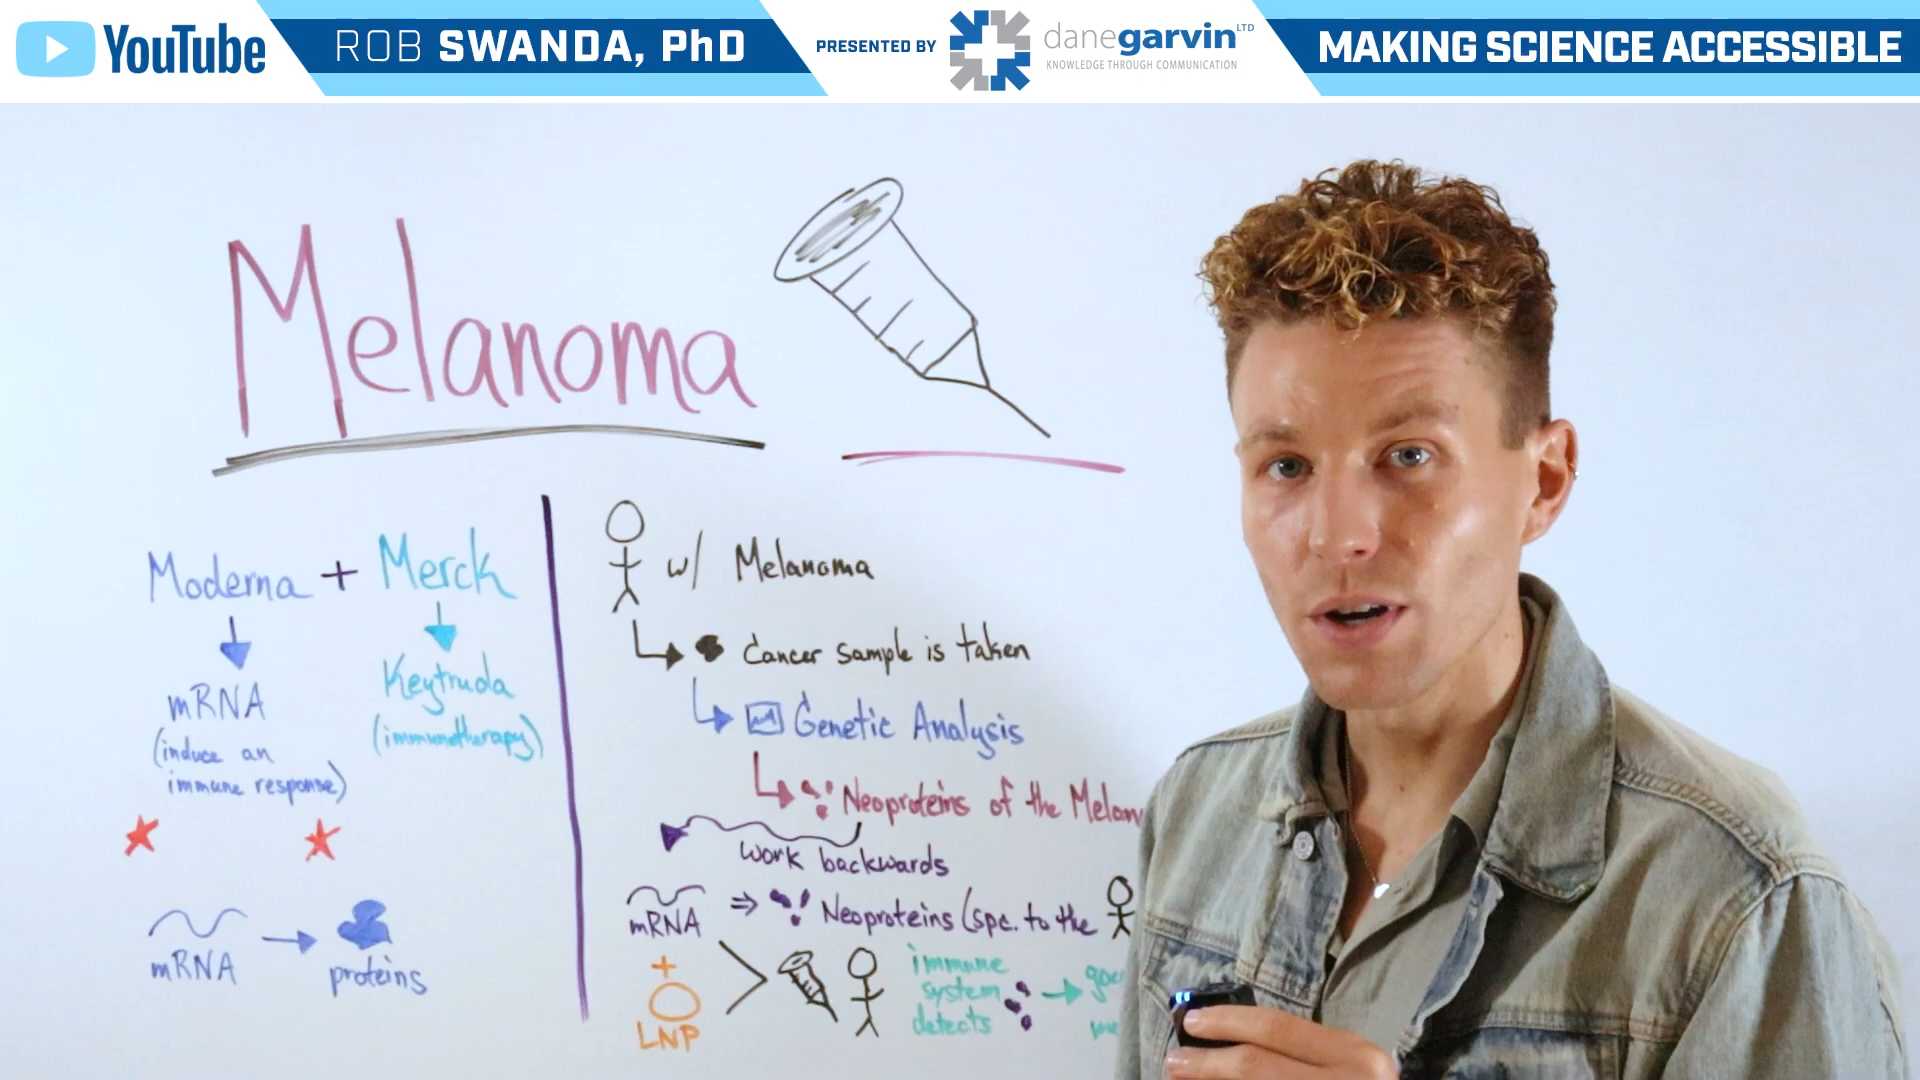 YouTube
ROB SWANDA, PhD
PRESENTED BY
danegarvin LTD
KNOWLEDGE THROUGH COMMUNICATION
MAKING SCIENCE ACCESSIBLE
Melanoma
Moderna + Merck
mRNA
(induce an
immune response)
Keytruda
(immunotherapy)
mRNA
proteins
w/ Melanoma
Cancer sample is taken
Genetic Analysis
Neoproteins of the Melan
work backwards
mRNA ⇒ Neoproteins (spc. to the
+
LNP
immune
system
detects